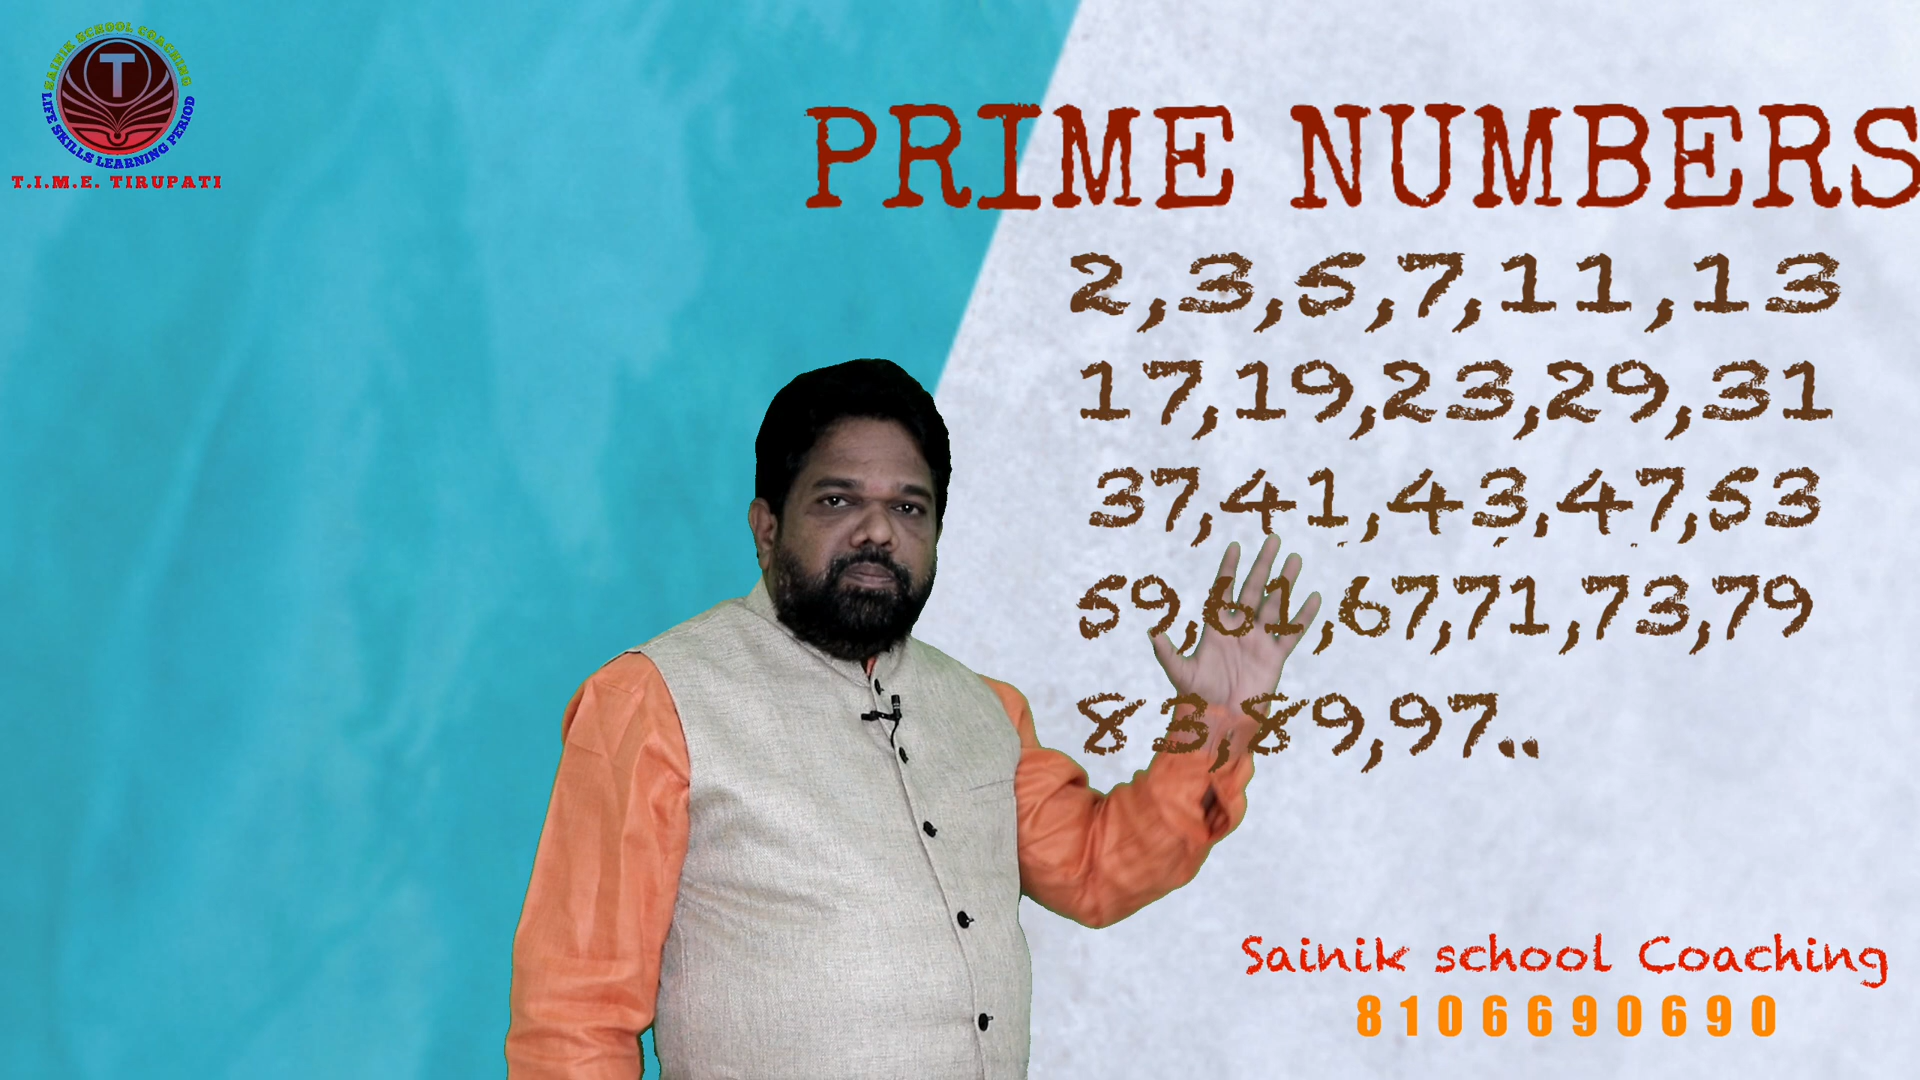 SAINIK SCHOOL COACHING
T
LIFE SKILLS LEARNING PERIOD
T.I.M.E. TIRUPATI
PRIME NUMBERS
2,3,5,7,11,13
17,19,23,29,31
37,41,43,47,53
59,61,67,71,73,79
83,89,97..
Sainik school Coaching
8106690690